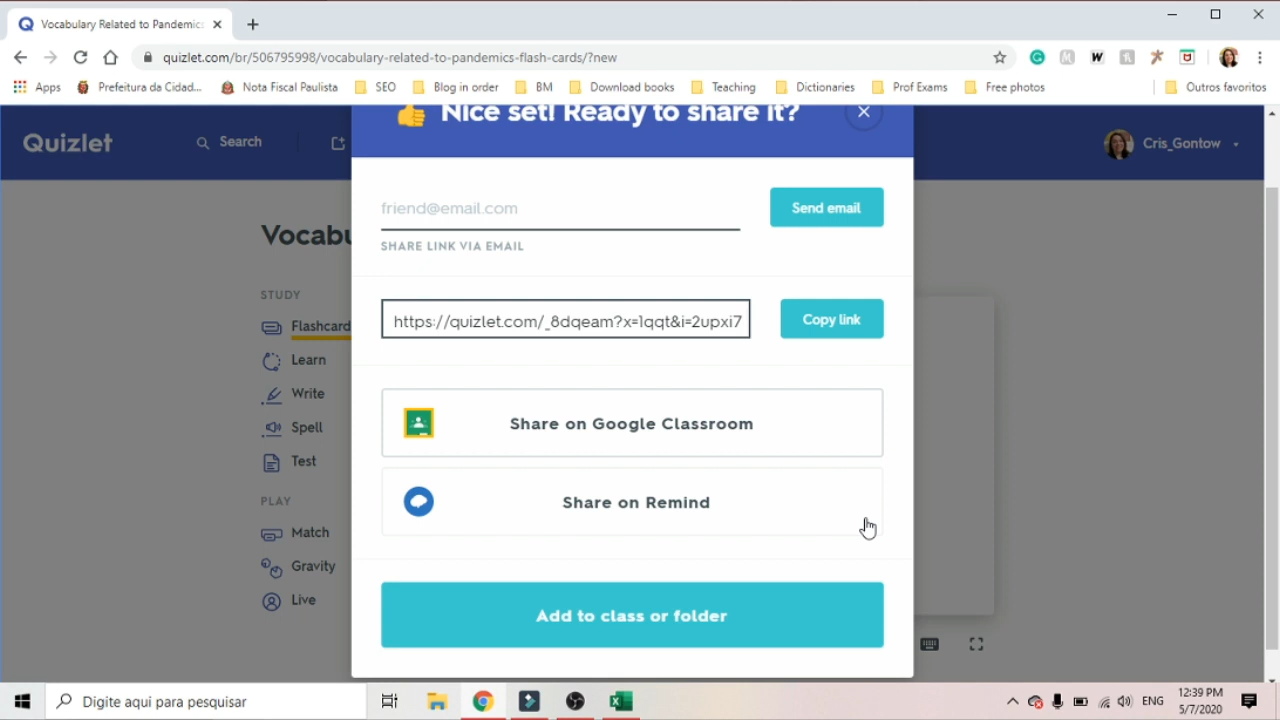 Vocabulary Related to Pandemics
quizlet.com/br/506795998/vocabulary-related-to-pandemics-flash-cards/?new
Apps Prefeitura da Cidad... Nota Fiscal Paulista SEO Blog in order BM Download books Teaching Dictionaries Prof Exams Free photos Outros favoritos
Nice set! Ready to share it?
Quizlet Search Cris_Gontow
friend@email.com Send email
SHARE LINK VIA EMAIL
Vocabu
STUDY
https://quizlet.com/_8dqeam?x=1qqt&i=2upxi7 Copy link
Flashcard
Learn
Write
Share on Google Classroom
Spell
Test
PLAY
Share on Remind
Match
Gravity
Live
Add to class or folder
Digite aqui para pesquisar
ENG
12:39 PM
5/7/2020